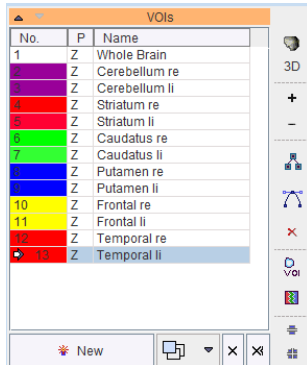 VOIs
No. P Name
1 Z Whole Brain
2 Z Cerebellum re
3 Z Cerebellum li
4 Z Striatum re
5 Z Striatum li
6 Z Caudatus re
7 Z Caudatus li
8 Z Putamen re
9 Z Putamen li
10 Z Frontal re
11 Z Frontal li
12 Z Temporal re
13 Z Temporal li
New
3D
+
−
VOI